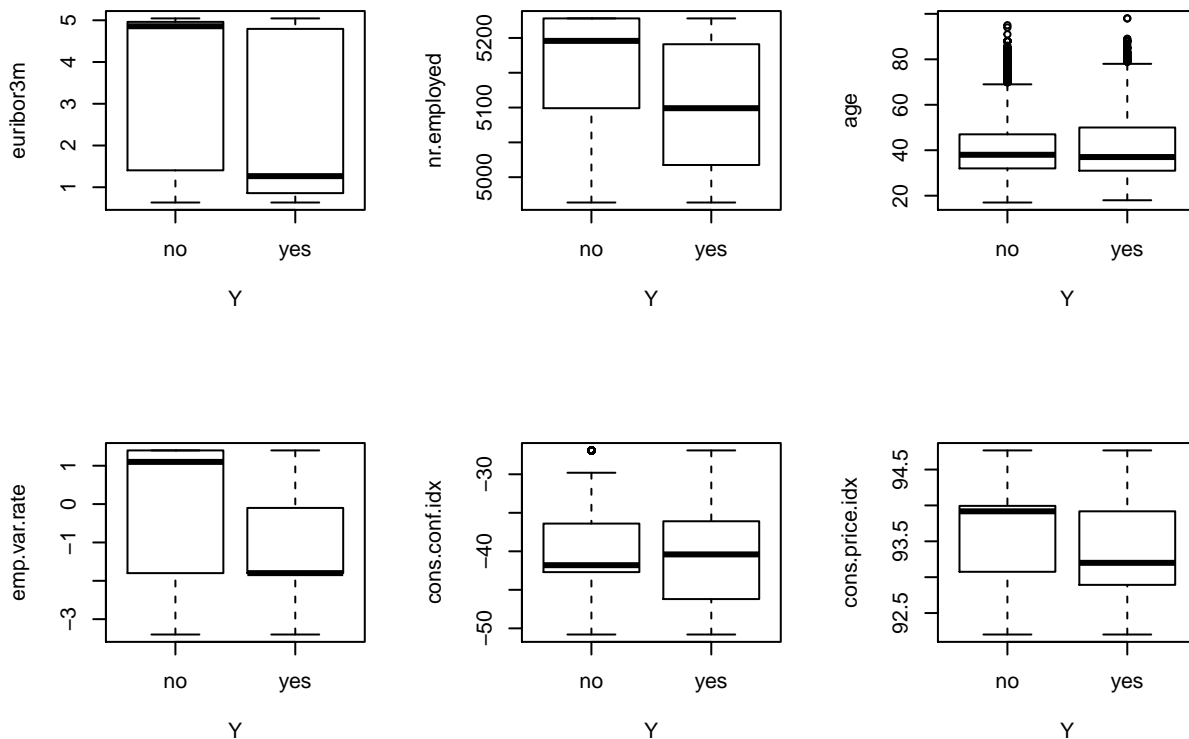 euribor3m
5
4
3
2
1
no
yes
Y
nr.employed
5200
5100
5000
no
yes
Y
age
80
60
40
20
no
yes
Y
emp.var.rate
1
0
−1
−3
no
yes
Y
cons.conf.idx
−30
−40
−50
no
yes
Y
cons.price.idx
94.5
93.5
92.5
no
yes
Y